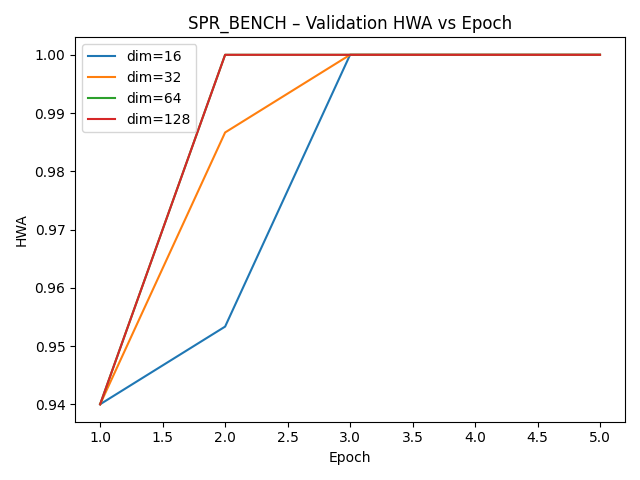 SPR_BENCH – Validation HWA vs Epoch
dim=16
dim=32
dim=64
dim=128
1.00
0.99
0.98
0.97
0.96
0.95
0.94
HWA
1.0 1.5 2.0 2.5 3.0 3.5 4.0 4.5 5.0
Epoch